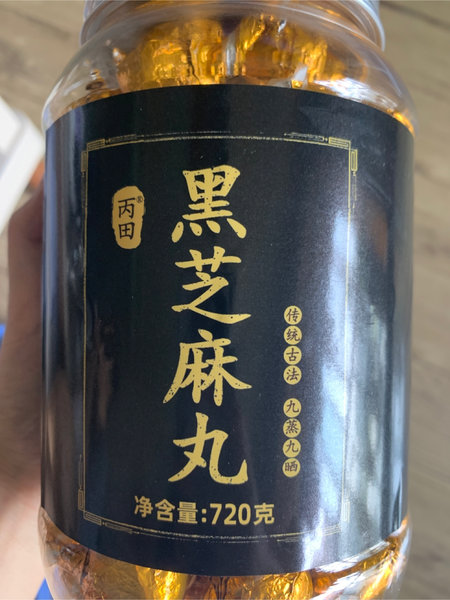 丙田®
黑芝麻丸
传统古法 九蒸九晒
净含量:720克